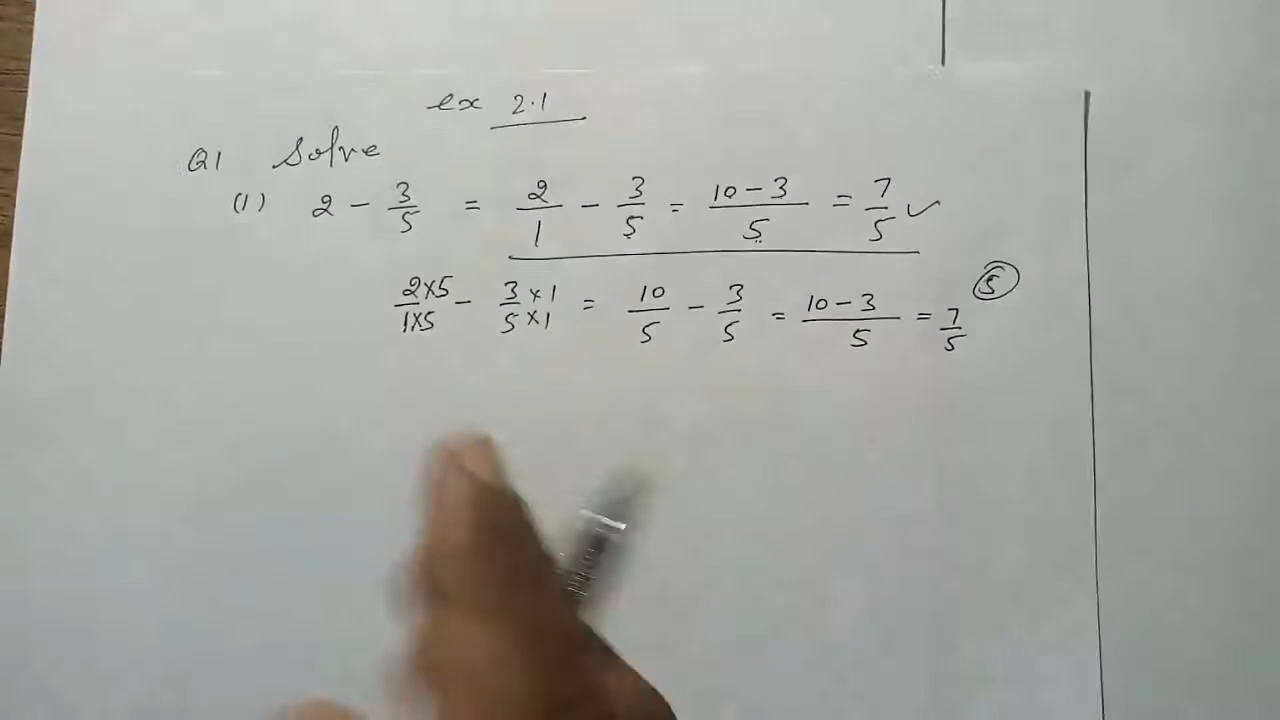 ex 2.1
Q1 Solve
(1) 2 - 3/5 = 2/1 - 3/5 = 10-3/5 = 7/5 ✓
2×5/1×5 - 3×1/5×1 = 10/5 - 3/5 = 10-3/5 = 7/5 5